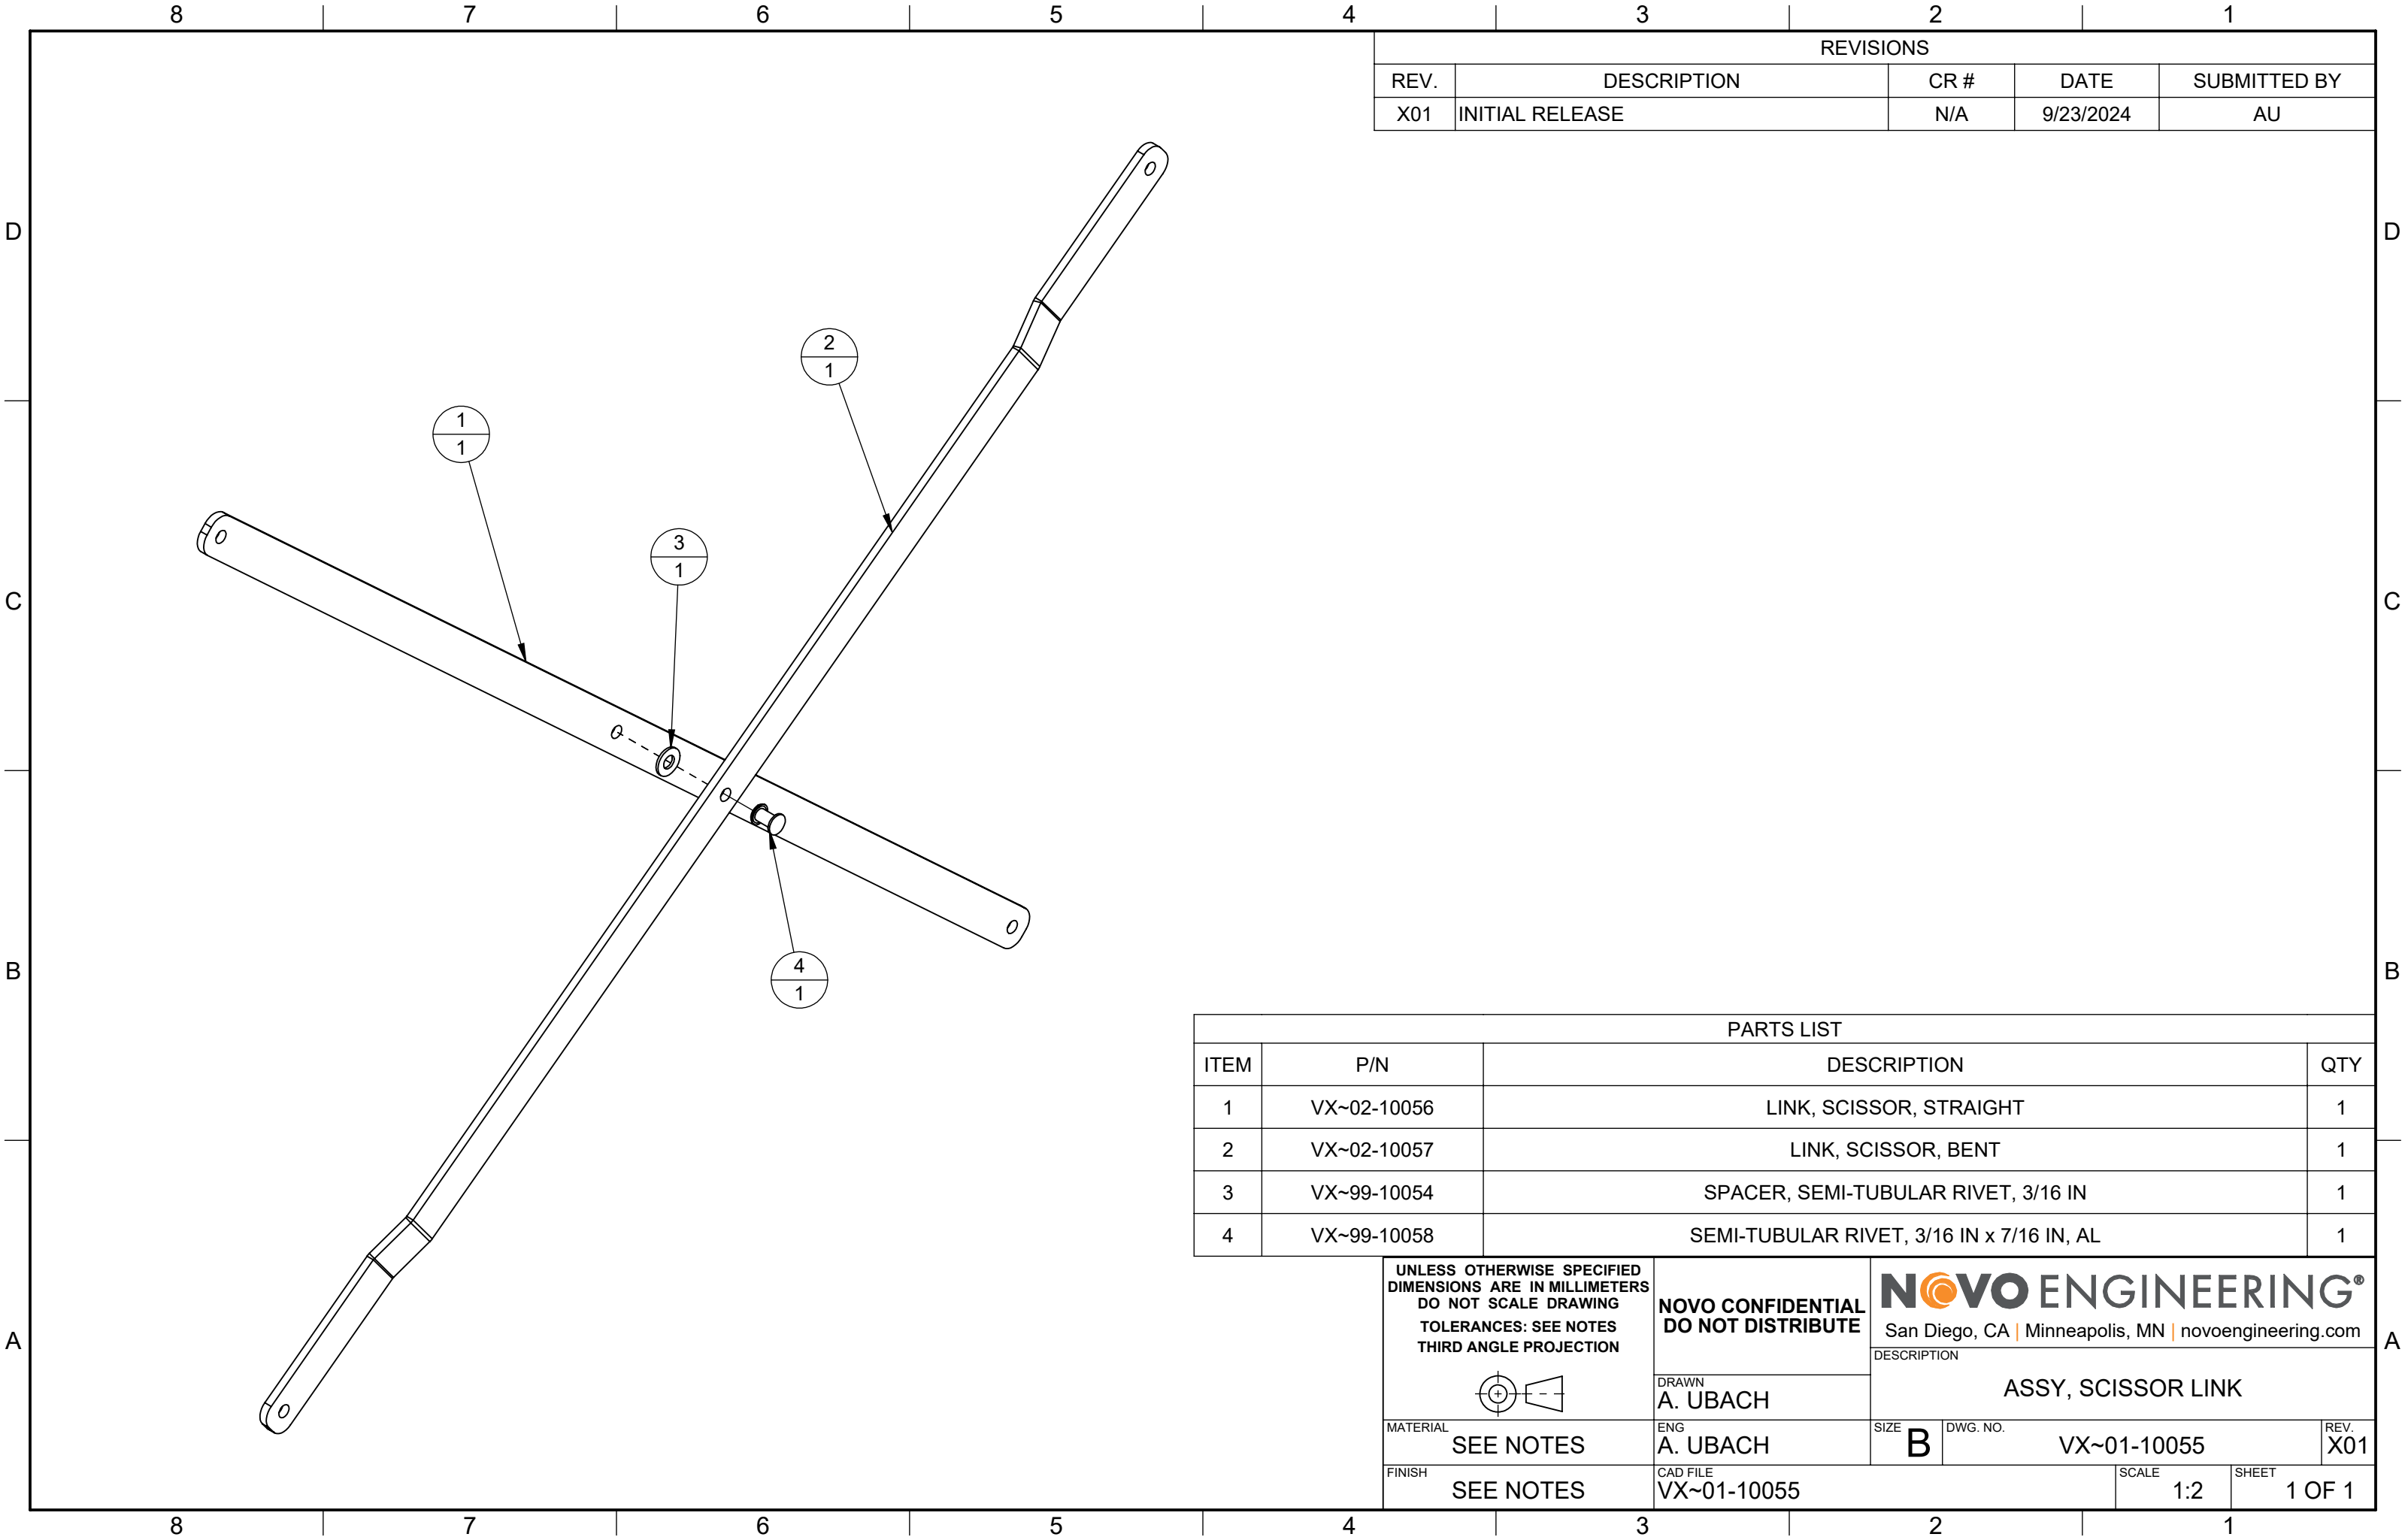 8 7 6 5 4 3 2 1
REVISIONS
REV. DESCRIPTION CR # DATE SUBMITTED BY
X01 INITIAL RELEASE N/A 9/23/2024 AU
D D
2
1
1
1
3
1
C C
4
1
B B
PARTS LIST
ITEM P/N DESCRIPTION QTY
1 VX~02-10056 LINK, SCISSOR, STRAIGHT 1
2 VX~02-10057 LINK, SCISSOR, BENT 1
3 VX~99-10054 SPACER, SEMI-TUBULAR RIVET, 3/16 IN 1
4 VX~99-10058 SEMI-TUBULAR RIVET, 3/16 IN x 7/16 IN, AL 1
UNLESS OTHERWISE SPECIFIED
DIMENSIONS ARE IN MILLIMETERS
DO NOT SCALE DRAWING
TOLERANCES: SEE NOTES
THIRD ANGLE PROJECTION
NOVO CONFIDENTIAL
DO NOT DISTRIBUTE
NOVO ENGINEERING®
San Diego, CA | Minneapolis, MN | novoengineering.com
DESCRIPTION
ASSY, SCISSOR LINK
DRAWN
A. UBACH
MATERIAL
SEE NOTES
ENG
A. UBACH
SIZE
B
DWG. NO.
VX~01-10055
REV.
X01
FINISH
SEE NOTES
CAD FILE
VX~01-10055
SCALE
1:2
SHEET
1 OF 1
A A
8 7 6 5 4 3 2 1